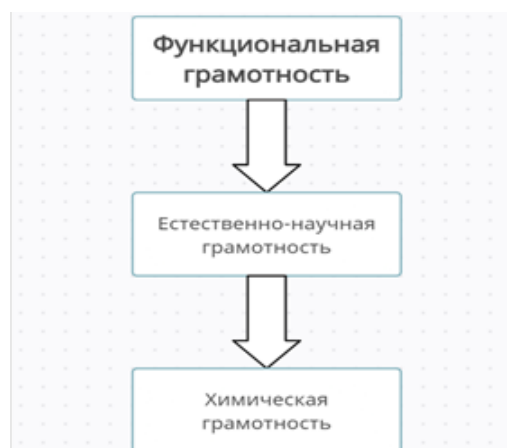 Функциональная
грамотность
Естественно-научная
грамотность
Химическая
грамотность